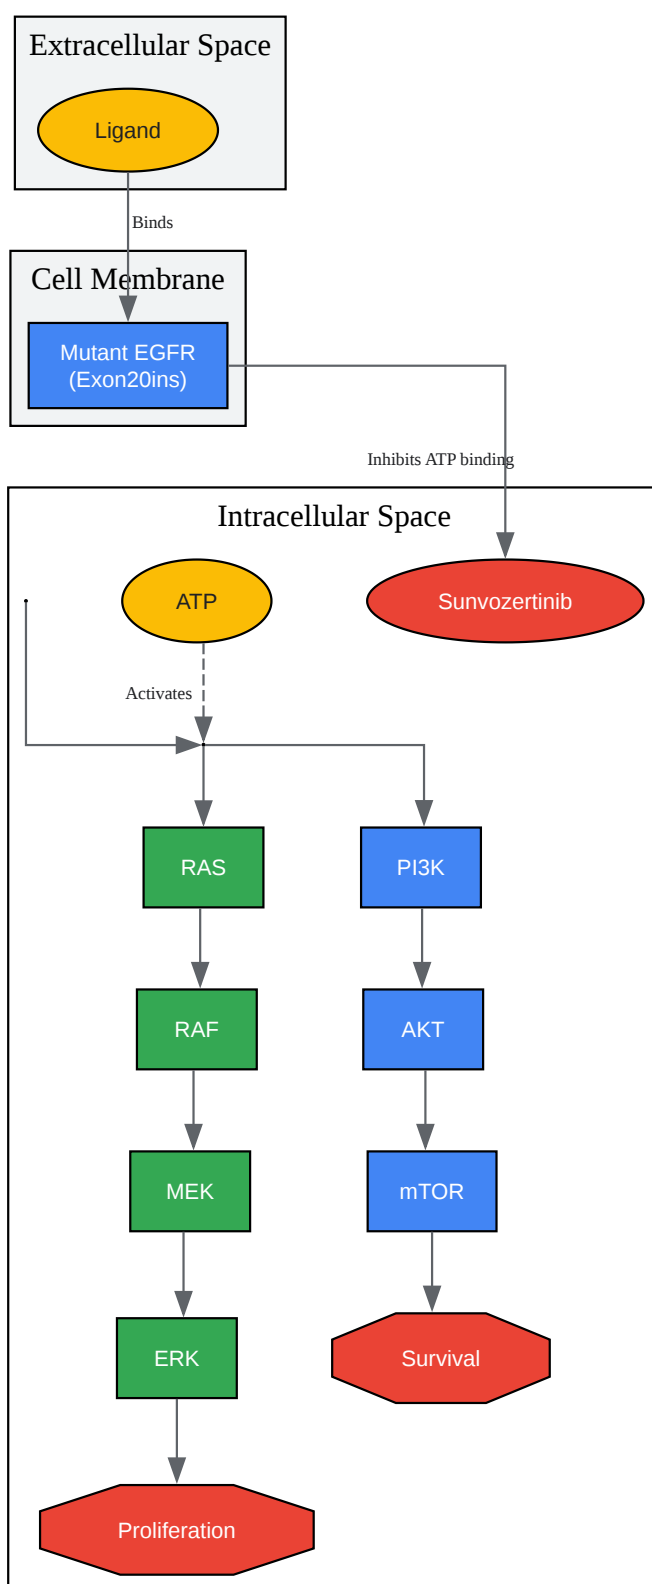 Extracellular Space
Ligand
Binds
Cell Membrane
Mutant EGFR
(Exon20ins)
Inhibits ATP binding
Intracellular Space
ATP
Sunvozertinib
Activates
RAS
PI3K
RAF
AKT
MEK
mTOR
ERK
Survival
Proliferation